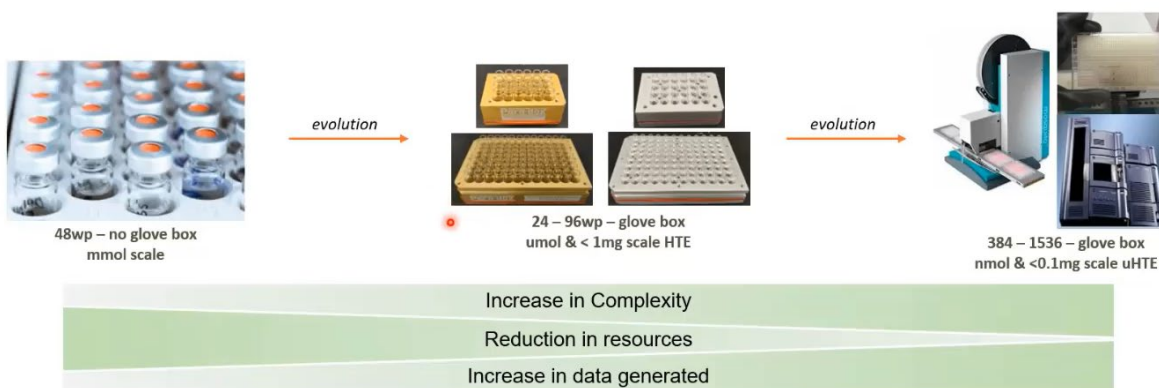 evolution
evolution
48wp – no glove box
mmol scale
24 – 96wp – glove box
umol & < 1mg scale HTE
384 – 1536 – glove box
nmol & <0.1mg scale uHTE
Increase in Complexity
Reduction in resources
Increase in data generated